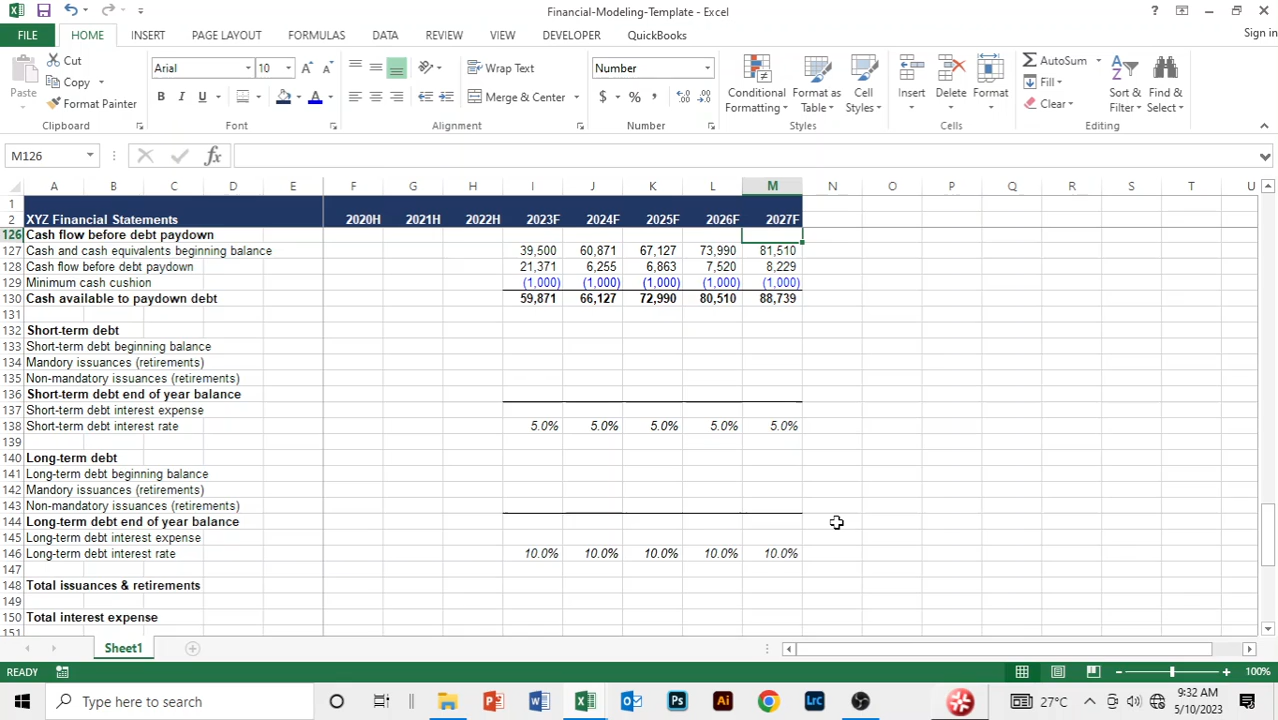 Financial-Modeling-Template - Excel
?
FILE HOME INSERT PAGE LAYOUT FORMULAS DATA REVIEW VIEW DEVELOPER QuickBooks Sign in
Paste Cut Copy Format Painter
Clipboard
Arial 10
B I U A
Font
Wrap Text
Merge & Center
Alignment
Number
$ % ,
Number
Conditional Formatting Format as Table Cell Styles
Styles
Insert Delete Format
Cells
AutoSum Fill Clear Sort & Filter Find & Select
Editing
M126 fx
A B C D E F G H I J K L M N O P Q R S T U
1
2 XYZ Financial Statements 2020H 2021H 2022H 2023F 2024F 2025F 2026F 2027F
126 Cash flow before debt paydown
127 Cash and cash equivalents beginning balance 39,500 60,871 67,127 73,990 81,510
128 Cash flow before debt paydown 21,371 6,255 6,863 7,520 8,229
129 Minimum cash cushion (1,000) (1,000) (1,000) (1,000) (1,000)
130 Cash available to paydown debt 59,871 66,127 72,990 80,510 88,739
131
132 Short-term debt
133 Short-term debt beginning balance
134 Mandory issuances (retirements)
135 Non-mandatory issuances (retirements)
136 Short-term debt end of year balance
137 Short-term debt interest expense
138 Short-term debt interest rate 5.0% 5.0% 5.0% 5.0% 5.0%
139
140 Long-term debt
141 Long-term debt beginning balance
142 Mandory issuances (retirements)
143 Non-mandatory issuances (retirements)
144 Long-term debt end of year balance
145 Long-term debt interest expense
146 Long-term debt interest rate 10.0% 10.0% 10.0% 10.0% 10.0%
147
148 Total issuances & retirements
149
150 Total interest expense
151
Sheet1
READY 100%
Type here to search 27°C 9:32 AM
5/10/2023